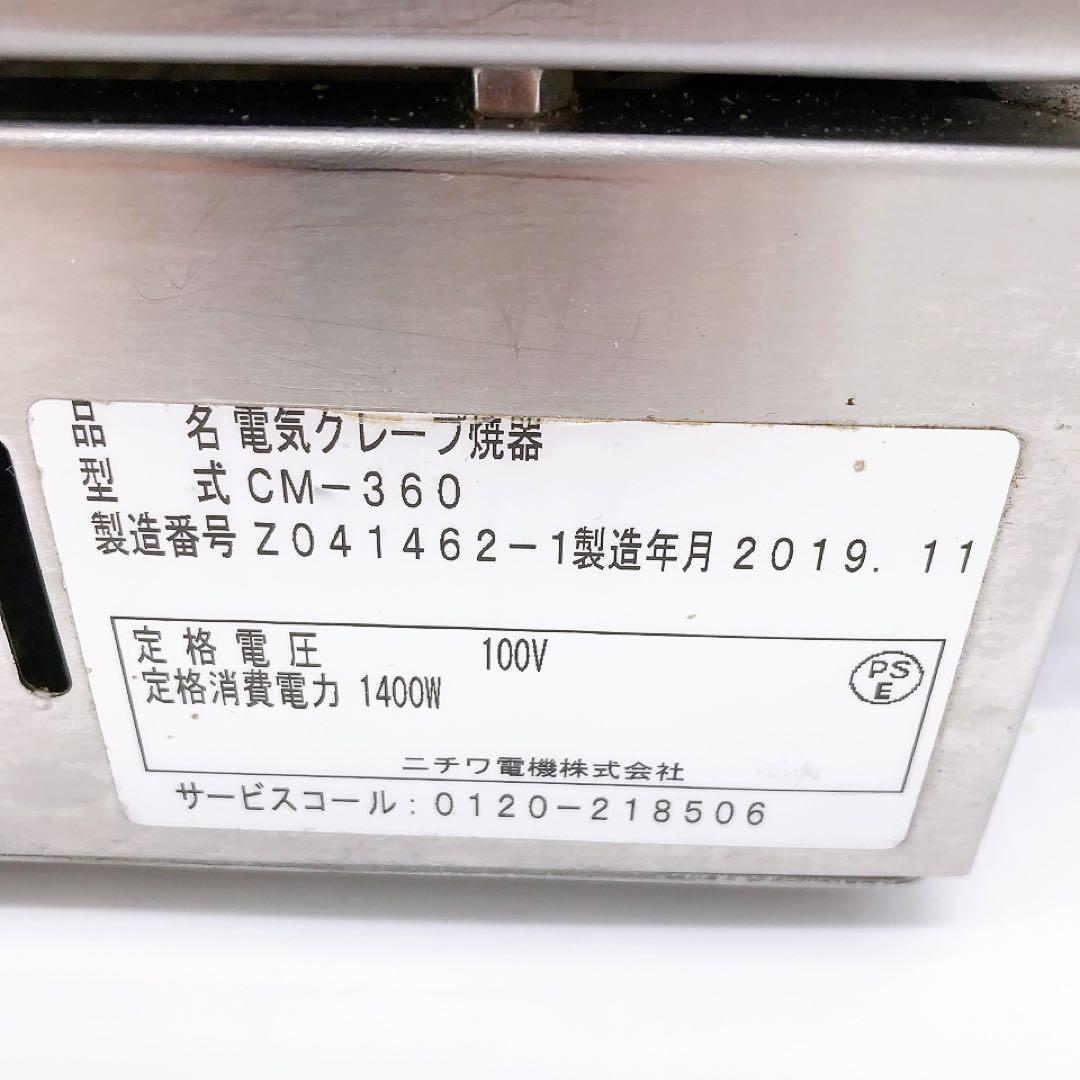 品 名 電気クレープ焼器
型 式 CM-360
製造番号 Z041462-1 製造年月 2019. 11
定格電圧 100V
定格消費電力 1400W
PS
E
ニチワ電機株式会社
サービスコール:0120-218506